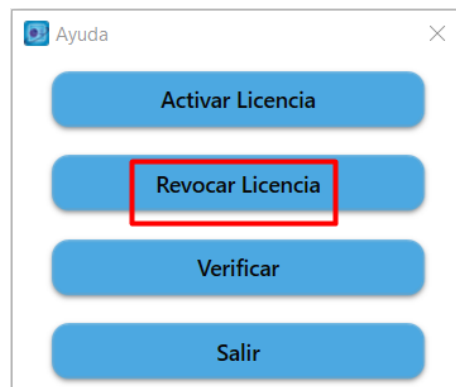 Ayuda
Activar Licencia
Revocar Licencia
Verificar
Salir